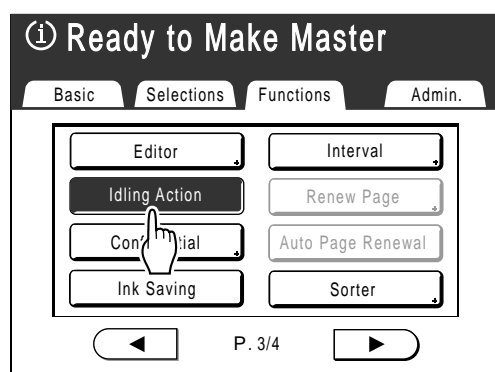 Ready to Make Master
Basic Selections Functions Admin.
Editor Interval
Idling Action Renew Page
Auto Page Renewal
Ink Saving Sorter
P. 3/4